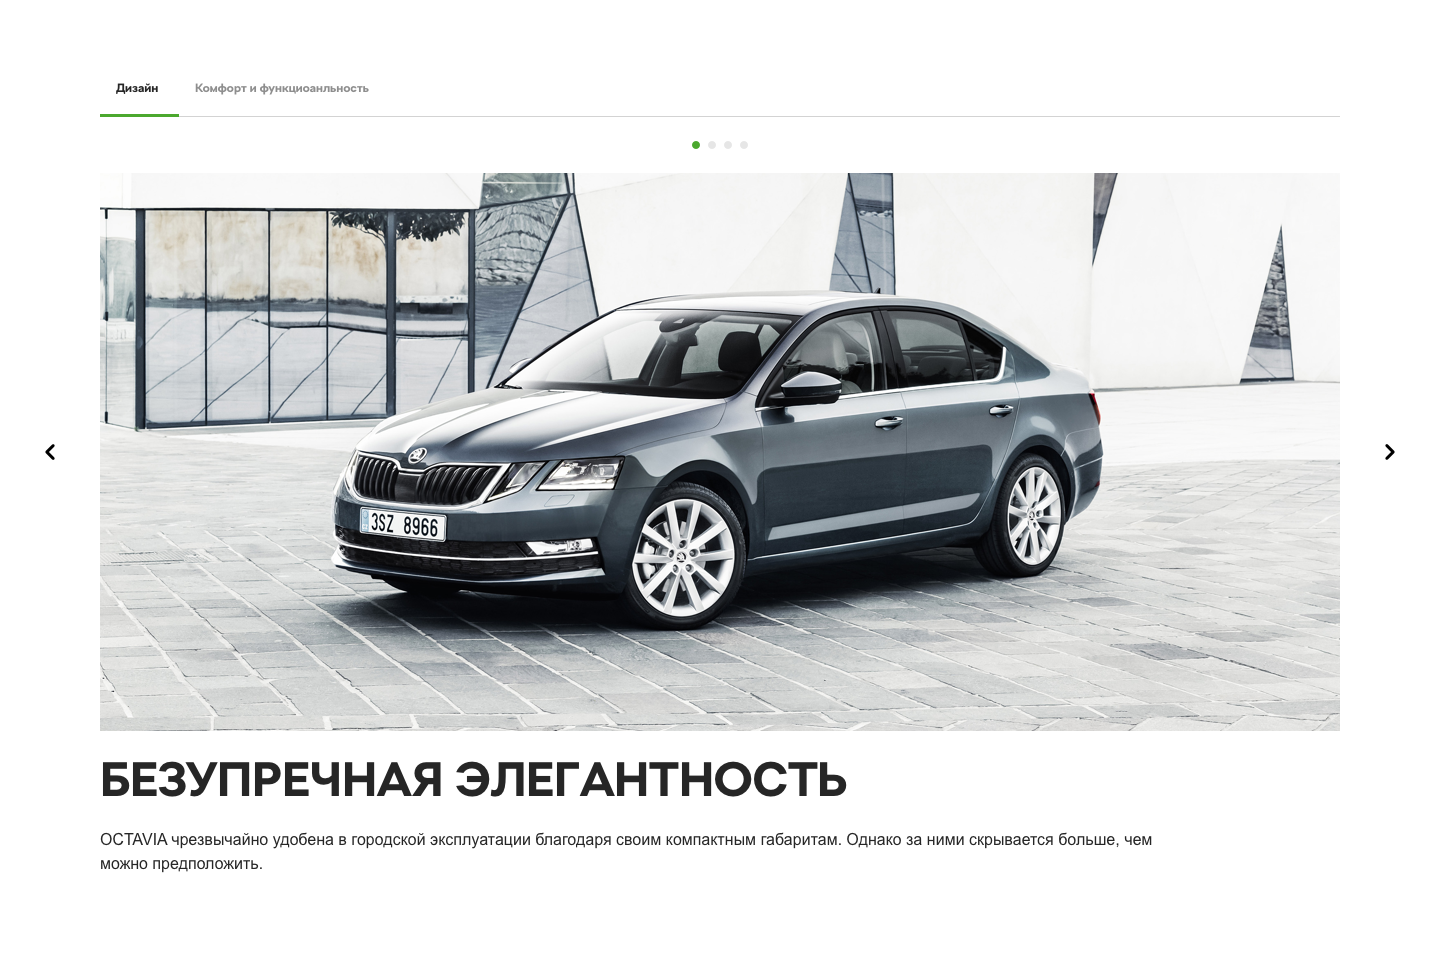 Дизайн
Комфорт и функциоанльность
3SZ 8966
БЕЗУПРЕЧНАЯ ЭЛЕГАНТНОСТЬ
OCTAVIA чрезвычайно удобена в городской эксплуатации благодаря своим компактным габаритам. Однако за ними скрывается больше, чем
можно предположить.